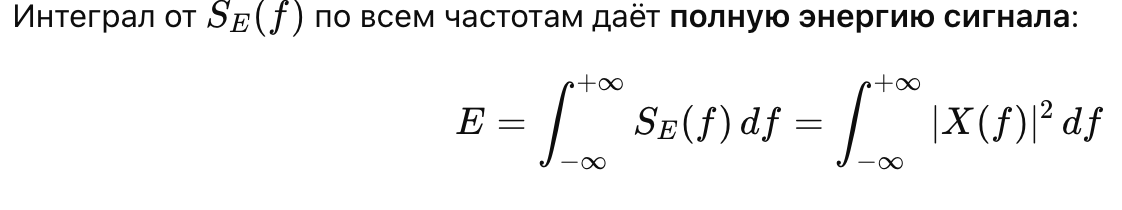 Интеграл от S_E(f) по всем частотам даёт полную энергию сигнала:
E = ∫_{-∞}^{+∞} S_E(f) df = ∫_{-∞}^{+∞} |X(f)|² df